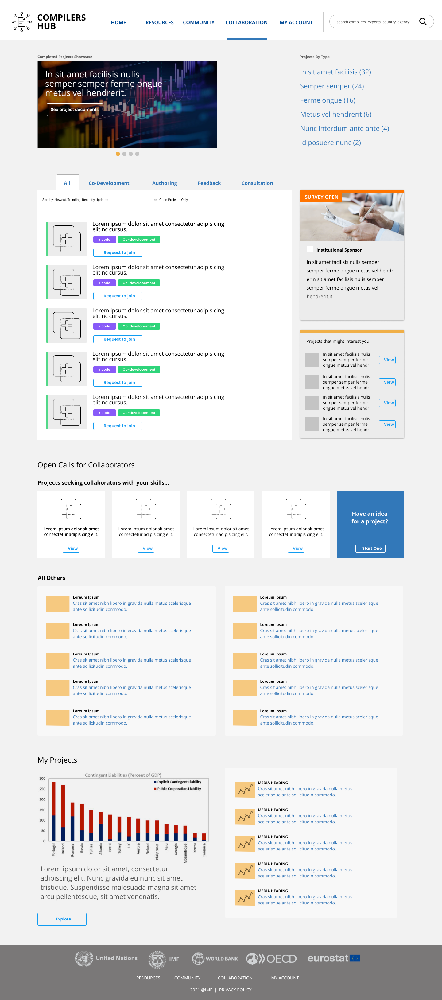 COMPILERS
HUB
HOME
RESOURCES
COMMUNITY
COLLABORATION
MY ACCOUNT
search compilers, experts, country, agency
Completed Projects Showcase
In sit amet facilisis nulis
semper semper ferme ongue
metus vel hendrerit.
See project documents
Projects By Type
In sit amet facilisis (32)
Semper semper (24)
Ferme ongue (16)
Metus vel hendrerit (6)
Nunc interdum ante ante (4)
Id posuere nunc (2)
All
Co-Development
Authoring
Feedback
Consultation
Sort by: Newest, Trending, Recently Updated
Open Projects Only
Lorem ipsum dolor sit amet consectetur adipis cing
elit nc cursus.
r code
Co-developement
Request to join
Lorem ipsum dolor sit amet consectetur adipis cing
elit nc cursus.
r code
Co-developement
Request to join
Lorem ipsum dolor sit amet consectetur adipis cing
elit nc cursus.
r code
Co-developement
Request to join
Lorem ipsum dolor sit amet consectetur adipis cing
elit nc cursus.
r code
Co-developement
Request to join
Lorem ipsum dolor sit amet consectetur adipis cing
elit nc cursus.
r code
Co-developement
Request to join
SURVEY OPEN
Institutional Sponsor
In sit amet facilisis nulis semper
semper ferme ongue metus vel hendr
erIn sit amet facilisis nulis semper
semper ferme ongue metus vel
hendrerit.it.
Projects that might interest you.
In sit amet facilisis nulis
semper semper ferme
ongue metus vel hendr.
View
In sit amet facilisis nulis
semper semper ferme
ongue metus vel hendr.
View
In sit amet facilisis nulis
semper semper ferme
ongue metus vel hendr.
View
In sit amet facilisis nulis
semper semper ferme
ongue metus vel hendr.
View
Open Calls for Collaborators
Projects seeking collaborators with your skills...
Lorem ipsum dolor sit amet
consectetur adipis cing elit.
View
Lorem ipsum dolor sit amet
consectetur adipis cing elit.
View
Lorem ipsum dolor sit amet
consectetur adipis cing elit.
View
Lorem ipsum dolor sit amet
consectetur adipis cing elit.
View
Have an idea
for a project?
Start One
All Others
Loreum Ipsum
Cras sit amet nibh libero in gravida nulla metus scelerisque
ante sollicitudin commodo.
Loreum Ipsum
Cras sit amet nibh libero in gravida nulla metus scelerisque
ante sollicitudin commodo.
Loreum Ipsum
Cras sit amet nibh libero in gravida nulla metus scelerisque
ante sollicitudin commodo.
Loreum Ipsum
Cras sit amet nibh libero in gravida nulla metus scelerisque
ante sollicitudin commodo.
Loreum Ipsum
Cras sit amet nibh libero in gravida nulla metus scelerisque
ante sollicitudin commodo.
Loreum Ipsum
Cras sit amet nibh libero in gravida nulla metus scelerisque
ante sollicitudin commodo.
Loreum Ipsum
Cras sit amet nibh libero in gravida nulla metus scelerisque
ante sollicitudin commodo.
Loreum Ipsum
Cras sit amet nibh libero in gravida nulla metus scelerisque
ante sollicitudin commodo.
Loreum Ipsum
Cras sit amet nibh libero in gravida nulla metus scelerisque
ante sollicitudin commodo.
Loreum Ipsum
Cras sit amet nibh libero in gravida nulla metus scelerisque
ante sollicitudin commodo.
My Projects
Contingent Liabilities (Percent of GDP)
Explicit Contingent Liability
Public Corporation Liability
300
250
200
150
100
50
0
Portugal
Ireland
Romania
Russia
Tunisia
Albania
Brazil
Turkey
UK
Austria
Finland
Philippines
Peru
Georgia
Mozambique
Kenya
Tanzania
Lorem ipsum dolor sit amet, consectetur
adipiscing elit. Nunc gravida eu nunc sit amet
tristique. Suspendisse malesuada magna sit amet
arcu pellentesque, sit amet venenatis.
Explore
MEDIA HEADING
Cras sit amet nibh libero in gravida nulla metus
scelerisque ante sollicitudin commodo.
MEDIA HEADING
Cras sit amet nibh libero in gravida nulla metus
scelerisque ante sollicitudin commodo.
MEDIA HEADING
Cras sit amet nibh libero in gravida nulla metus
scelerisque ante sollicitudin commodo.
MEDIA HEADING
Cras sit amet nibh libero in gravida nulla metus
scelerisque ante sollicitudin commodo.
MEDIA HEADING
Cras sit amet nibh libero in gravida nulla metus
scelerisque ante sollicitudin commodo.
United Nations
IMF
WORLD BANK
OECD
eurostat
RESOURCES
COMMUNITY
COLLABORATION
MY ACCOUNT
2021 @IMF | PRIVACY POLICY